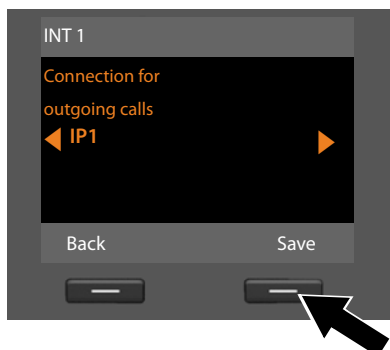 INT 1
Connection for
outgoing calls
IP1
Back Save